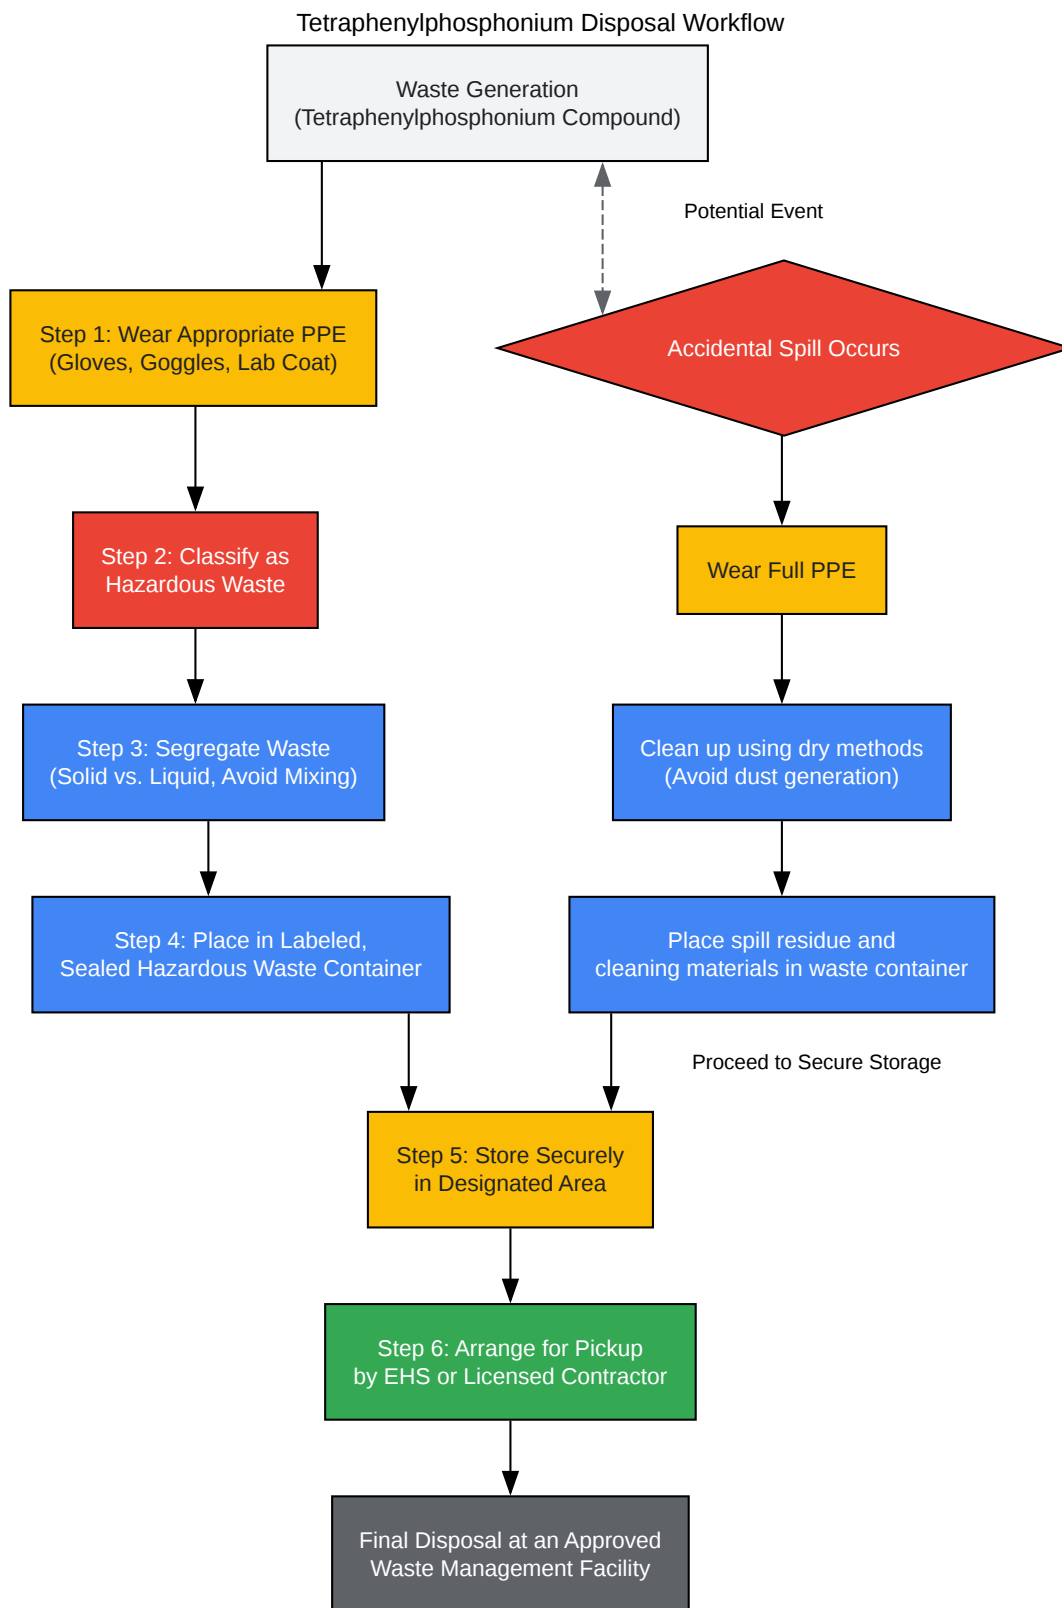 Tetraphenylphosphonium Disposal Workflow
Waste Generation
(Tetraphenylphosphonium Compound)
Potential Event
Step 1: Wear Appropriate PPE
(Gloves, Goggles, Lab Coat)
Accidental Spill Occurs
Step 2: Classify as
Hazardous Waste
Wear Full PPE
Step 3: Segregate Waste
(Solid vs. Liquid, Avoid Mixing)
Clean up using dry methods
(Avoid dust generation)
Step 4: Place in Labeled,
Sealed Hazardous Waste Container
Place spill residue and
cleaning materials in waste container
Proceed to Secure Storage
Step 5: Store Securely
in Designated Area
Step 6: Arrange for Pickup
by EHS or Licensed Contractor
Final Disposal at an Approved
Waste Management Facility